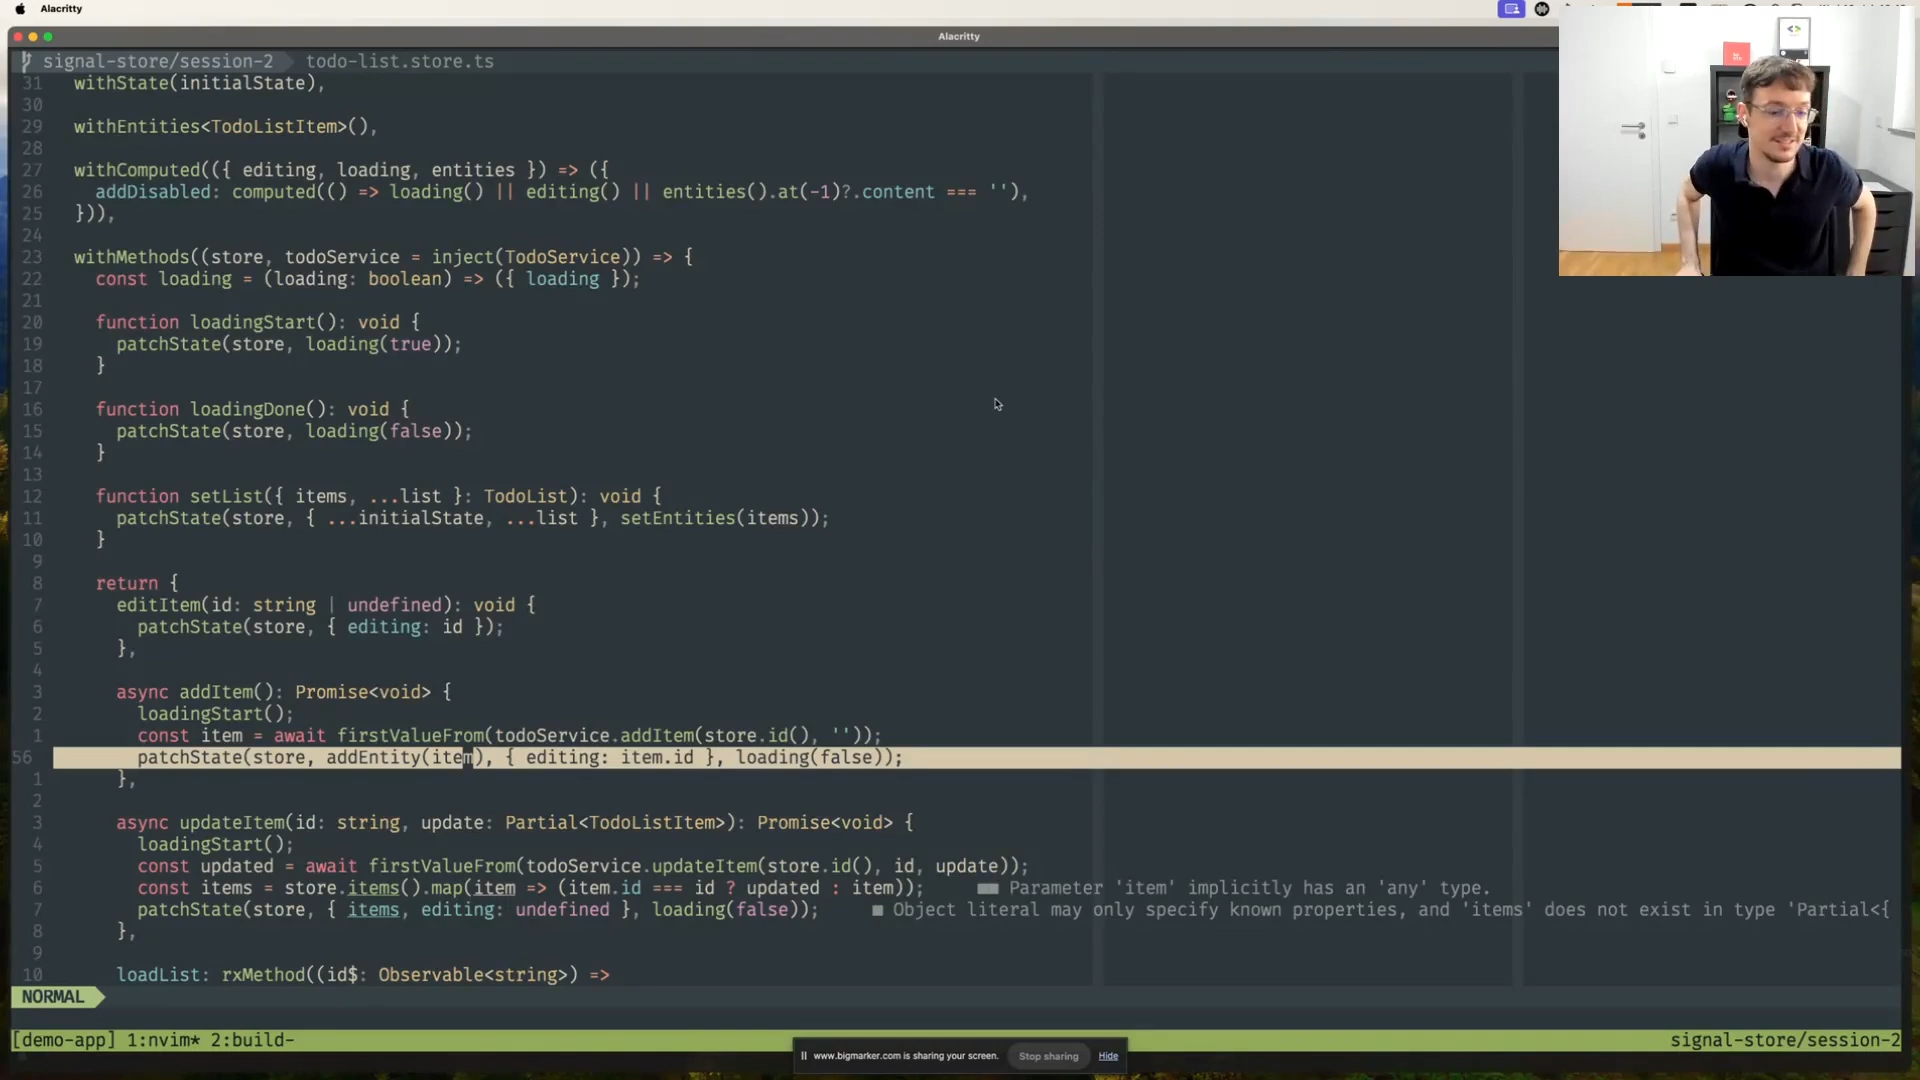 Alacritty
Alacritty
signal-store/session-2 todo-list.store.ts
31 withState(initialState),
30
29 withEntities<TodoListItem>(),
28
27 withComputed(({ editing, loading, entities }) => ({
26 addDisabled: computed(() => loading() || editing() || entities().at(-1)?.content === ''),
25 })),
24
23 withMethods((store, todoService = inject(TodoService)) => {
22 const loading = (loading: boolean) => ({ loading });
21
20 function loadingStart(): void {
19 patchState(store, loading(true));
18 }
17
16 function loadingDone(): void {
15 patchState(store, loading(false));
14 }
13
12 function setList({ items, ...list }: TodoList): void {
11 patchState(store, { ...initialState, ...list }, setEntities(items));
10 }
9
8 return {
7 editItem(id: string | undefined): void {
6 patchState(store, { editing: id });
5 },
4
3 async addItem(): Promise<void> {
2 loadingStart();
1 const item = await firstValueFrom(todoService.addItem(store.id(), ''));
56 patchState(store, addEntity(item), { editing: item.id }, loading(false));
1 },
2
3 async updateItem(id: string, update: Partial<TodoListItem>): Promise<void> {
4 loadingStart();
5 const updated = await firstValueFrom(todoService.updateItem(store.id(), id, update));
6 const items = store.items().map(item => (item.id === id ? updated : item)); ■■ Parameter 'item' implicitly has an 'any' type.
7 patchState(store, { items, editing: undefined }, loading(false)); ■ Object literal may only specify known properties, and 'items' does not exist in type 'Partial<{
8 },
9
10 loadList: rxMethod((id$: Observable<string>) =>
NORMAL
[demo-app] 1:nvim* 2:build- signal-store/session-2
www.bigmarker.com is sharing your screen. Stop sharing Hide